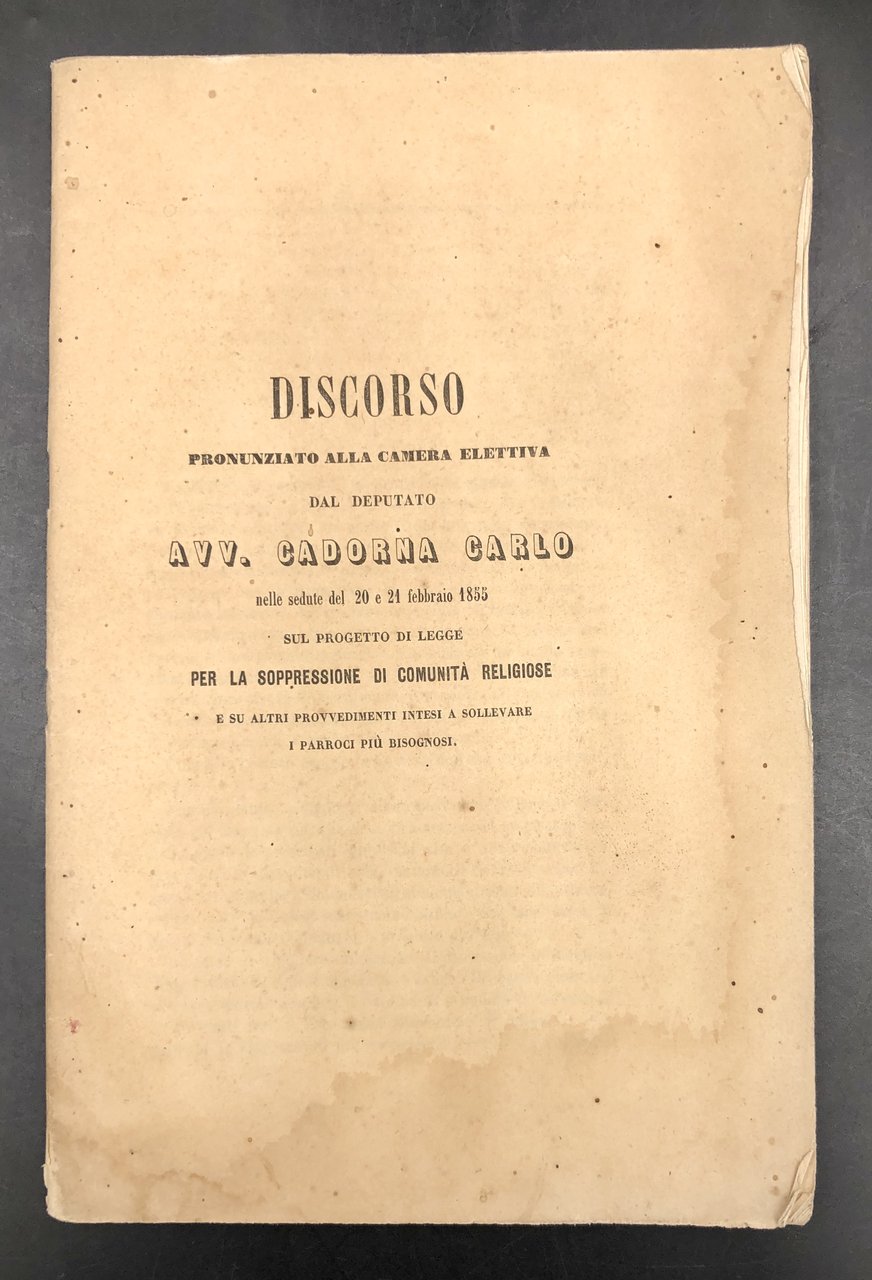 DISCORSO
PRONUNZIATO ALLA CAMERA ELETTIVA
DAL DEPUTATO
AVV. CADORNA CARLO
nelle sedute del 20 e 21 febbraio 1855
SUL PROGETTO DI LEGGE
PER LA SOPPRESSIONE DI COMUNITÀ RELIGIOSE
E SU ALTRI PROVVEDIMENTI INTESI A SOLLEVARE
I PARROCI PIÙ BISOGNOSI.